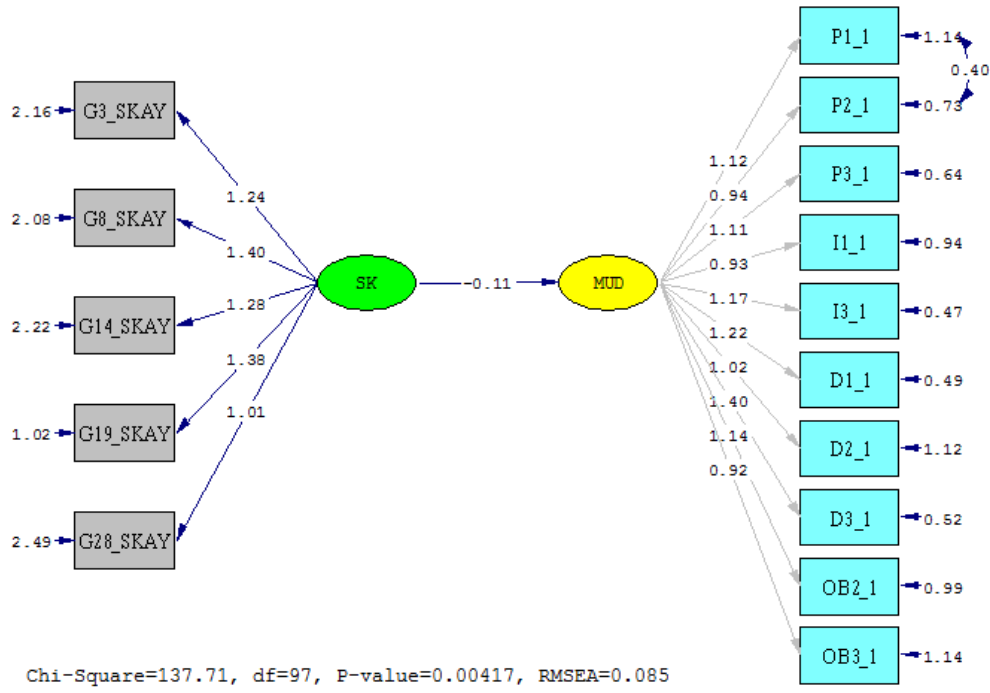 P1_1
1.14
0.40
G3_SKAY
2.16
P2_1
0.73
1.12
P3_1
0.64
1.24
0.94
G8_SKAY
2.08
1.11
I1_1
0.94
1.40
0.93
SK
-0.11
MUD
1.28
1.17
I3_1
0.47
G14_SKAY
2.22
1.22
1.38
1.02
D1_1
0.49
1.01
1.40
G19_SKAY
1.02
1.14
D2_1
1.12
0.92
D3_1
0.52
G28_SKAY
2.49
OB2_1
0.99
OB3_1
1.14
Chi-Square=137.71, df=97, P-value=0.00417, RMSEA=0.085